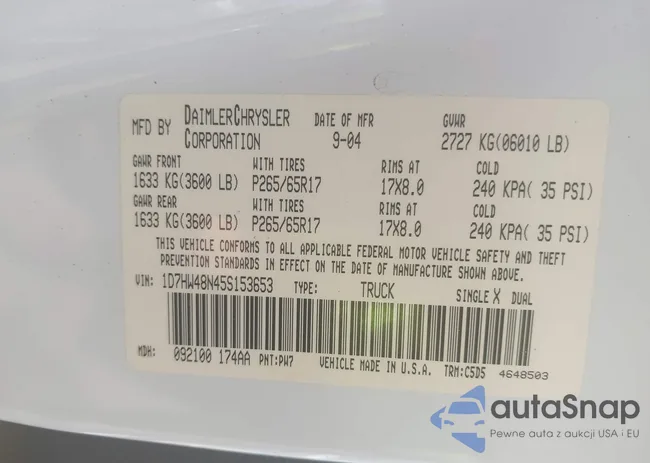 MFD BY DAIMLERCHRYSLER CORPORATION DATE OF MFR 9-04 GVWR 2727 KG(06010 LB)
GAWR FRONT WITH TIRES RIMS AT COLD
1633 KG(3600 LB) P265/65R17 17X8.0 240 KPA( 35 PSI)
GAWR REAR WITH TIRES RIMS AT COLD
1633 KG(3600 LB) P265/65R17 17X8.0 240 KPA( 35 PSI)
THIS VEHICLE CONFORMS TO ALL APPLICABLE FEDERAL MOTOR VEHICLE SAFETY AND THEFT
PREVENTION STANDARDS IN EFFECT ON THE DATE OF MANUFACTURE SHOWN ABOVE.
VIN: 1D7HW48N45S153653 TYPE: TRUCK SINGLE X DUAL
MDH: 092100 174AA PNT:PW7 VEHICLE MADE IN U.S.A. TRM:C5D5 4648503
autaSnap
Pewne auta z aukcji USA i EU